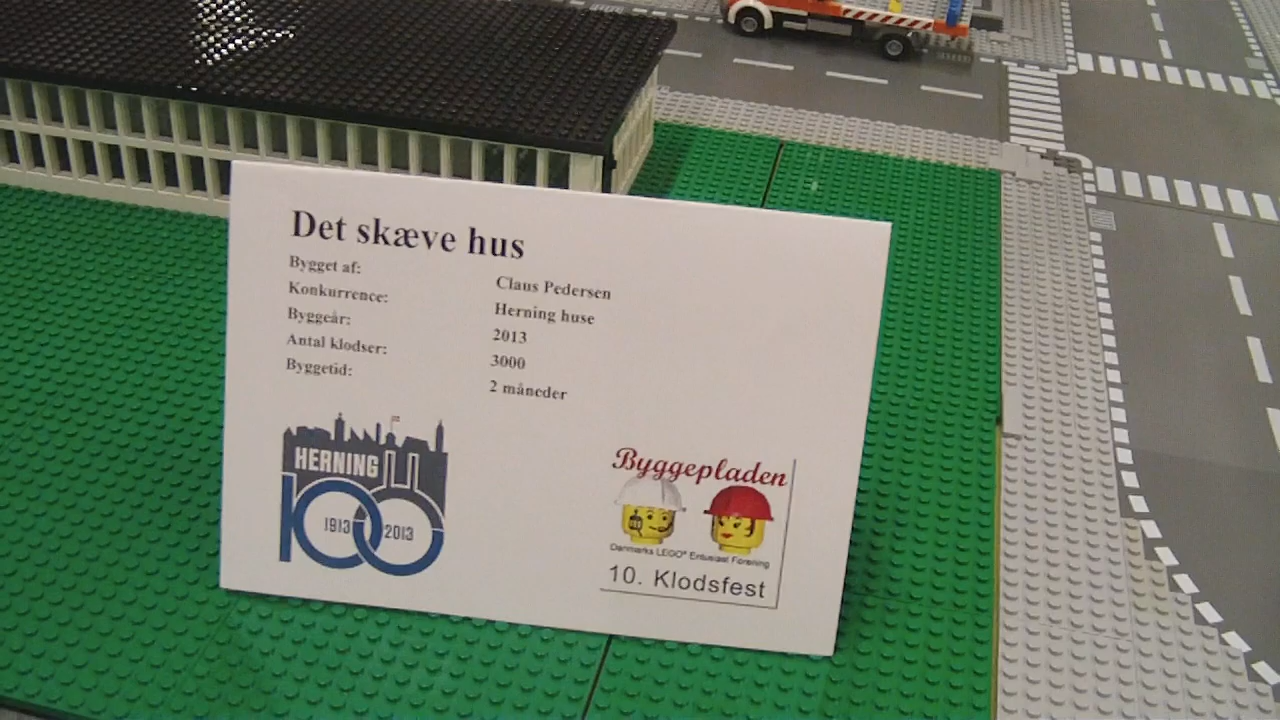 Det skæve hus
Bygget af: Claus Pedersen
Konkurrence: Herning huse
Byggeår: 2013
Antal klodser: 3000
Byggetid: 2 måneder
HERNING
100
1913 2013
Byggepladen
Danmarks LEGO® Entusiast Forening
10. Klodsfest